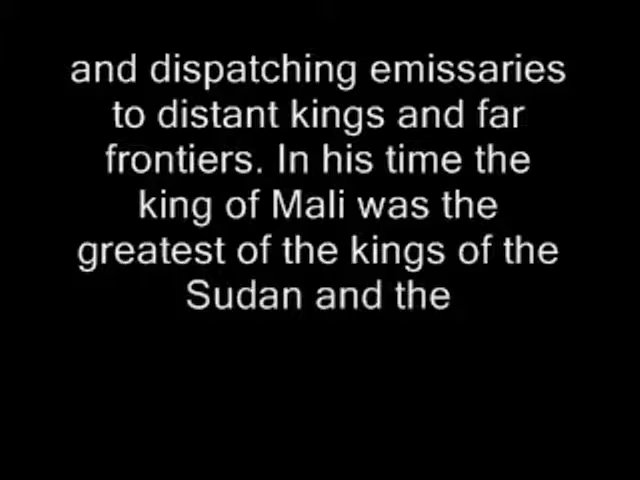 and dispatching emissaries
to distant kings and far
frontiers. In his time the
king of Mali was the
greatest of the kings of the
Sudan and the